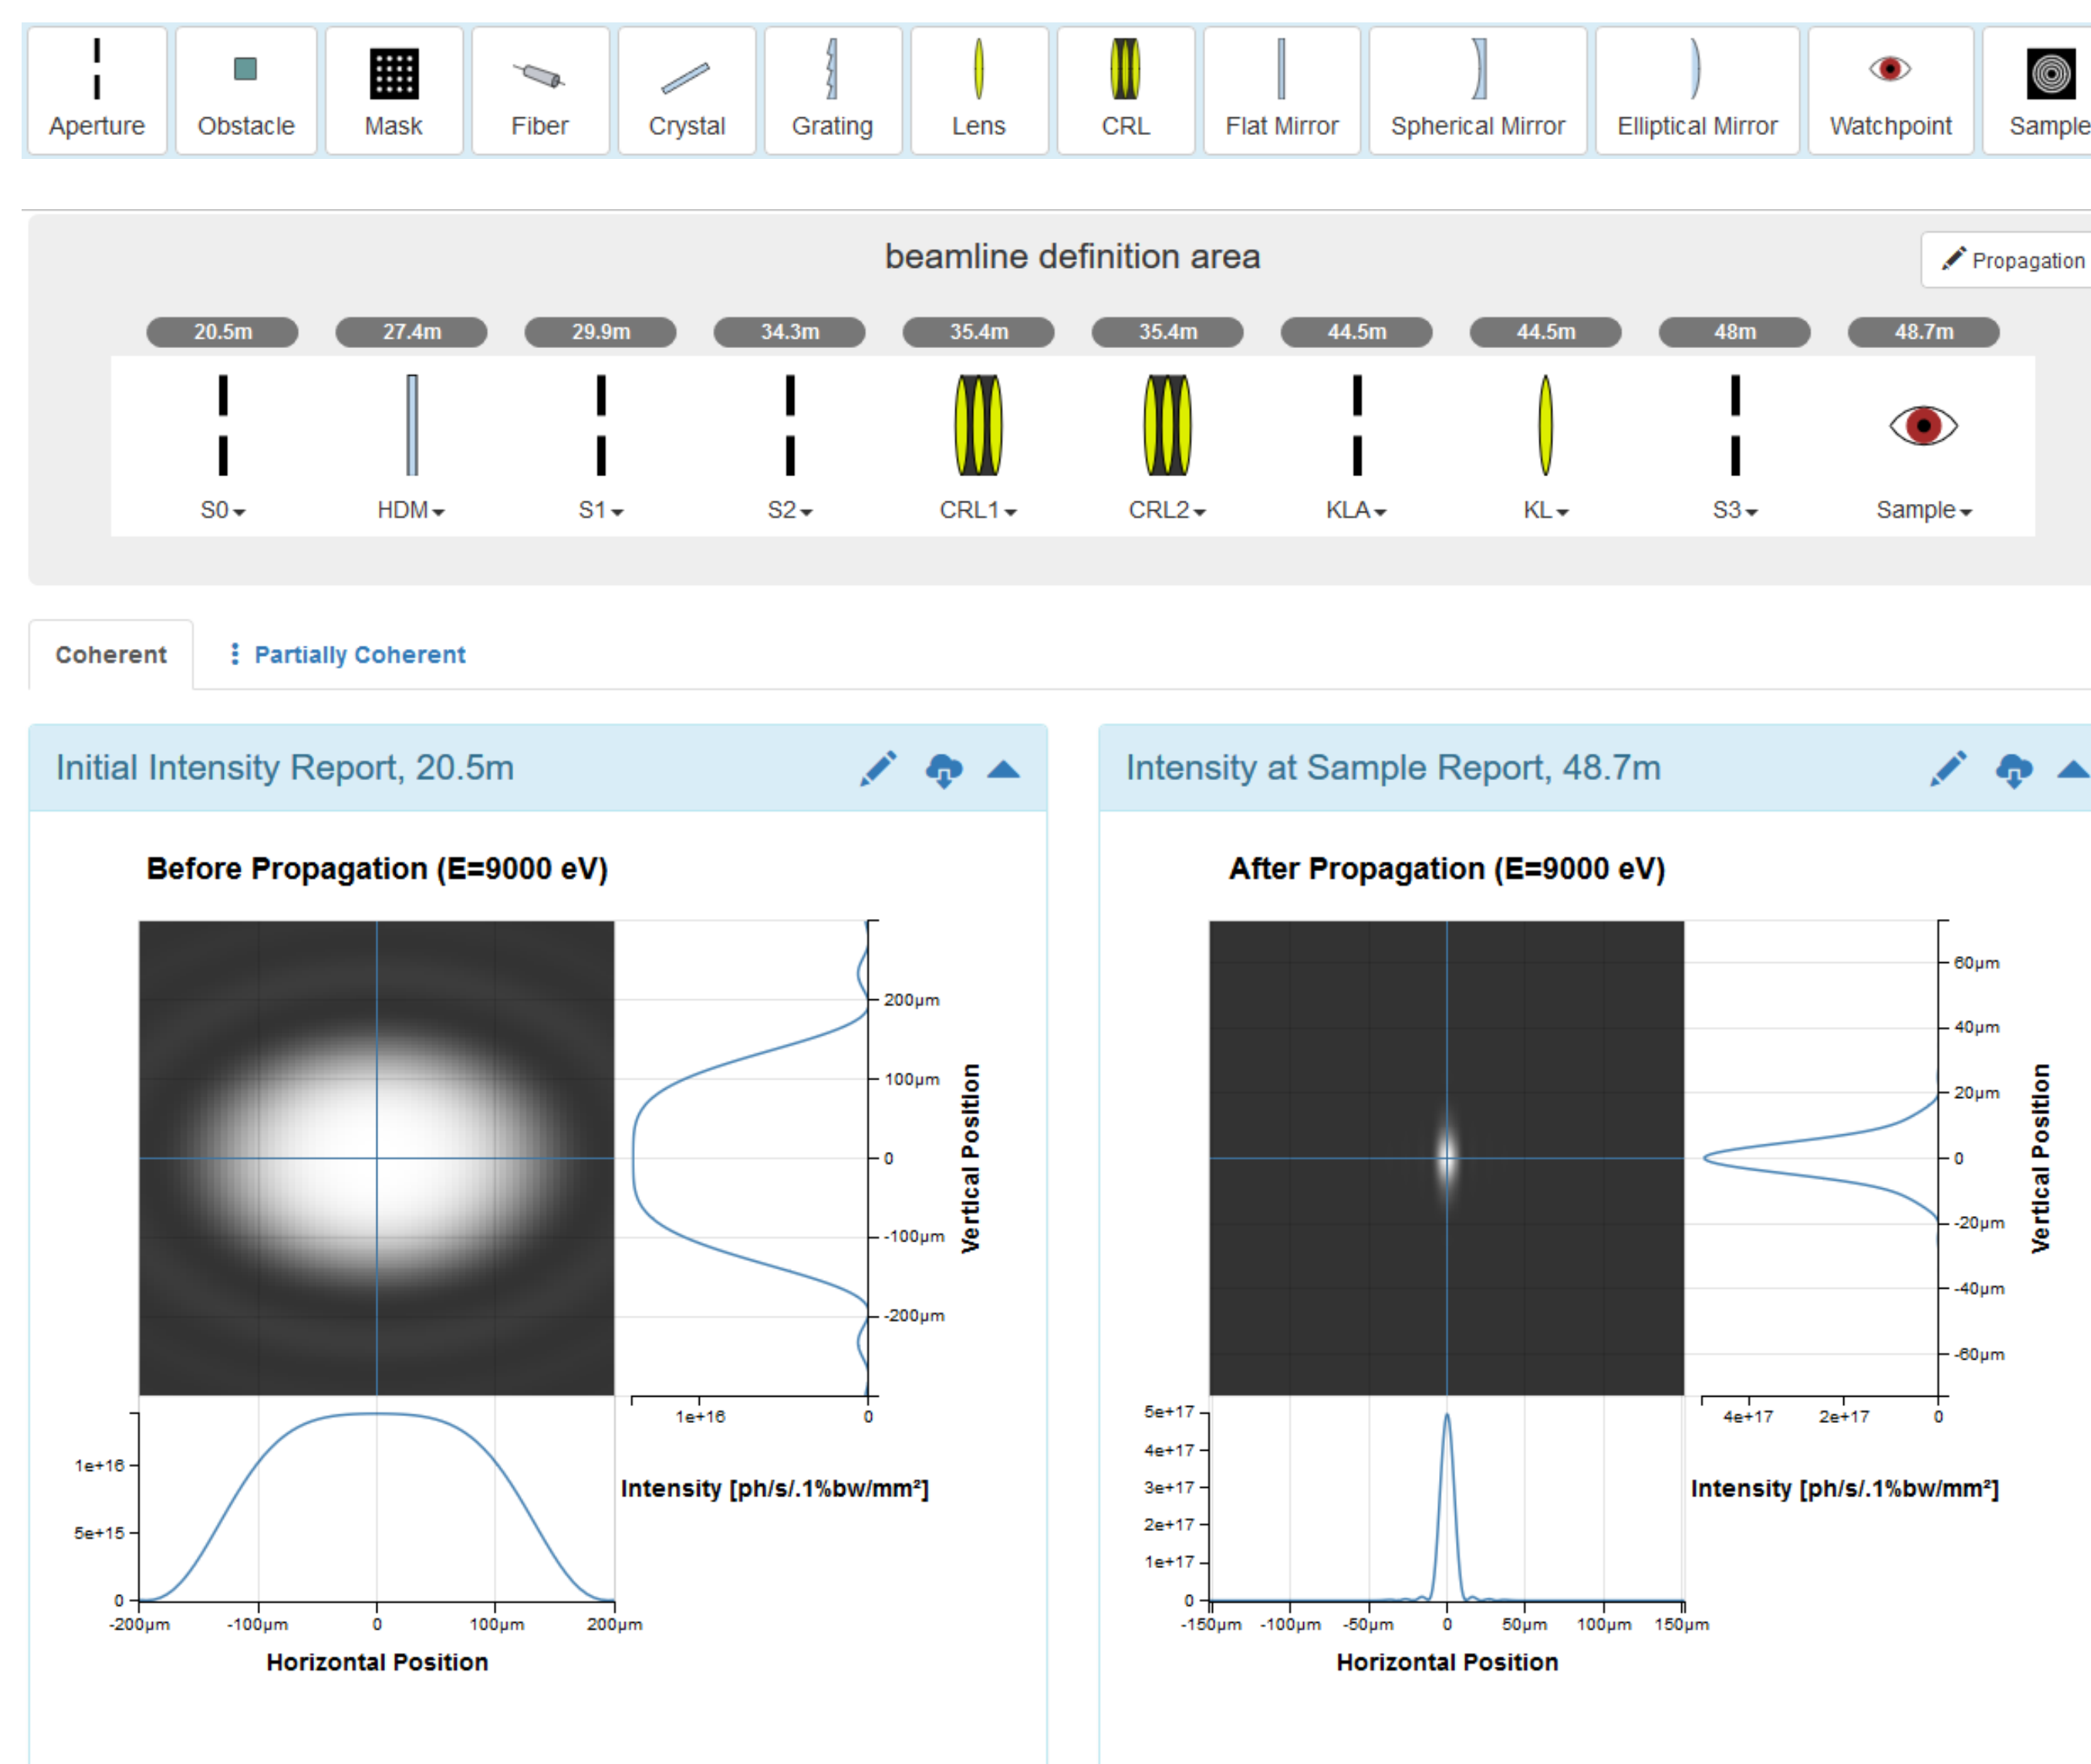 Aperture Obstacle Mask Fiber Crystal Grating Lens CRL Flat Mirror Spherical Mirror Elliptical Mirror Watchpoint Sample
beamline definition area
Propagation
20.5m 27.4m 29.9m 34.3m 35.4m 35.4m 44.5m 44.5m 48m 48.7m
S0 HDM S1 S2 CRL1 CRL2 KLA KL S3 Sample
Coherent Partially Coherent
Initial Intensity Report, 20.5m
Before Propagation (E=9000 eV)
200µm
100µm
0
-100µm
-200µm
Vertical Position
1e+16 0
Intensity [ph/s/.1%bw/mm²]
1e+16
5e+15
0
-200µm -100µm 0 100µm 200µm
Horizontal Position
Intensity at Sample Report, 48.7m
After Propagation (E=9000 eV)
60µm
40µm
20µm
0
-20µm
-40µm
-60µm
Vertical Position
4e+17 2e+17 0
Intensity [ph/s/.1%bw/mm²]
5e+17
4e+17
3e+17
2e+17
1e+17
0
-150µm -100µm -50µm 0 50µm 100µm 150µm
Horizontal Position